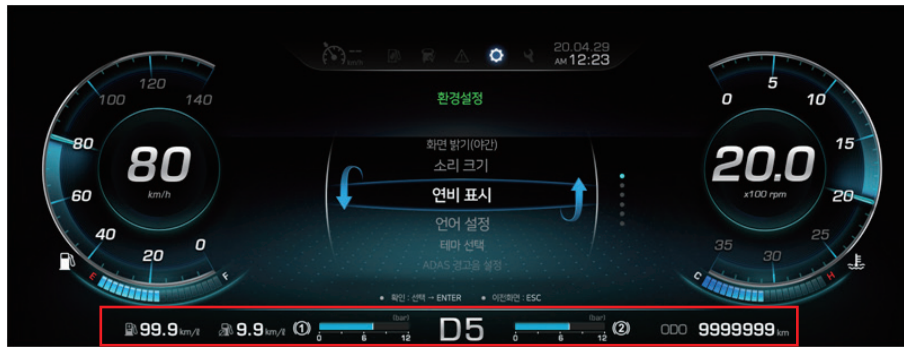 20.04.29
km/h
AM 12:23
환경설정
120
100
140
80
60
40
20
0
80
km/h
E
F
화면 밝기(야간)
소리 크기
연비 표시
언어 설정
테마 선택
ADAS 경고음 설정
• 확인 : 선택 → ENTER • 이전화면 : ESC
0
5
10
15
20
25
30
35
20.0
x100 rpm
C
H
99.9 km/ℓ 9.9 km/ℓ ① (bar) 0 6 12 D5 (bar) 0 6 12 ② ODO 9999999 km